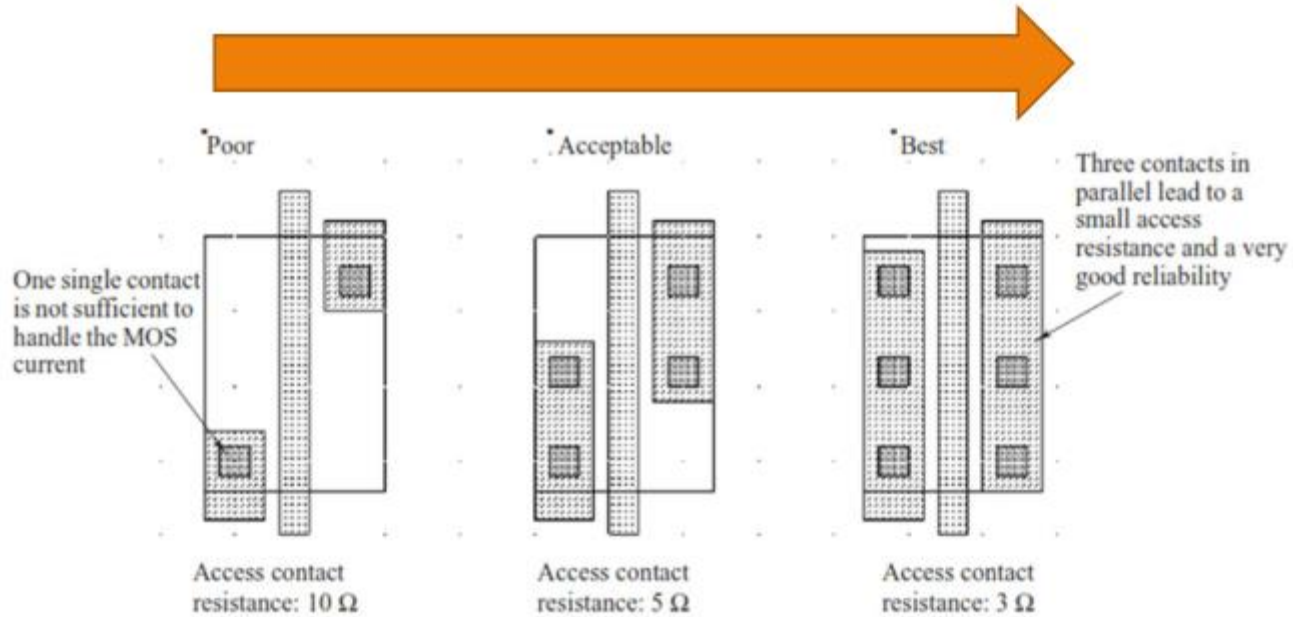 Poor
Acceptable
Best
One single contact
is not sufficient to
handle the MOS
current
Three contacts in
parallel lead to a
small access
resistance and a very
good reliability
Access contact
resistance: 10 Ω
Access contact
resistance: 5 Ω
Access contact
resistance: 3 Ω